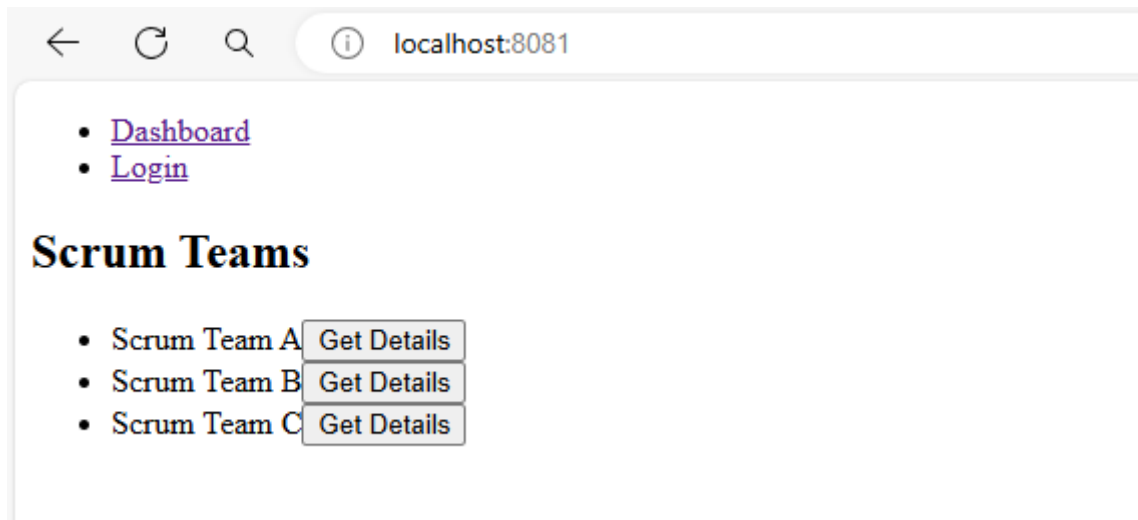 localhost:8081
Dashboard
Login
Scrum Teams
Scrum Team A Get Details
Scrum Team B Get Details
Scrum Team C Get Details